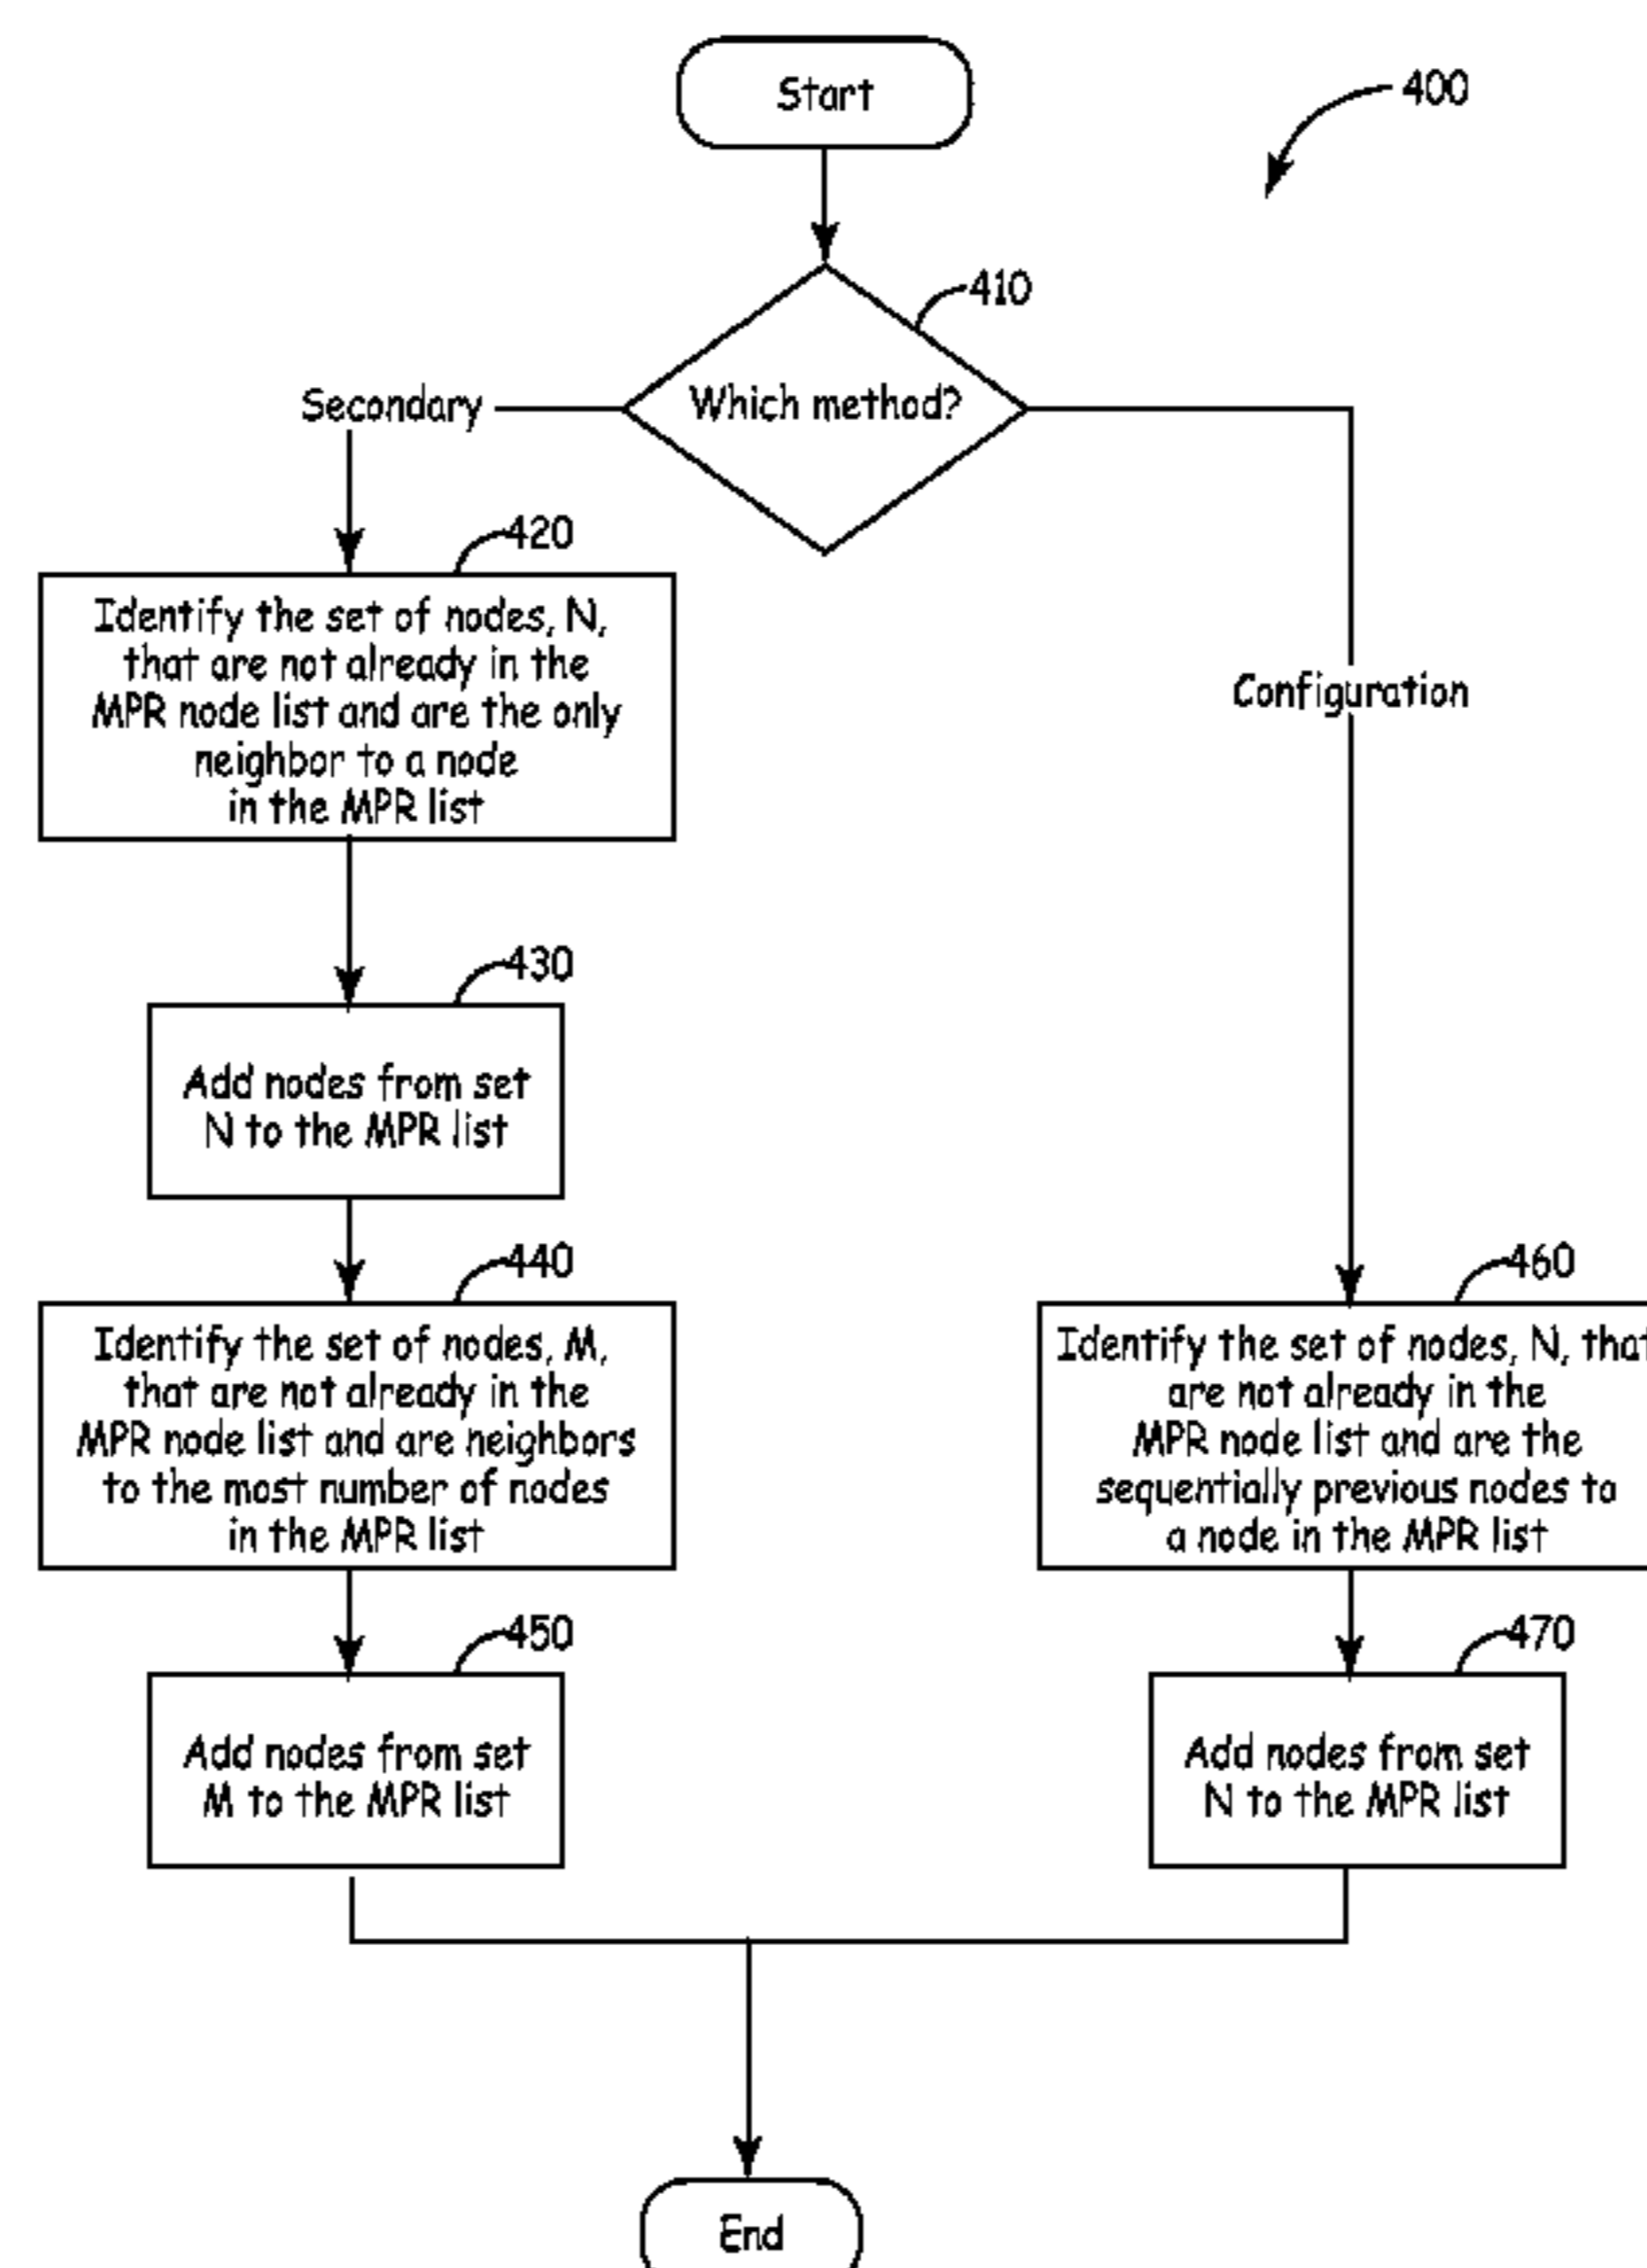 Start
400
410
Which method?
Secondary
420
Identify the set of nodes, N,
that are not already in the
MPR node list and are the only
neighbor to a node
in the MPR list
Configuration
430
Add nodes from set
N to the MPR list
440
Identify the set of nodes, M,
that are not already in the
MPR node list and are neighbors
to the most number of nodes
in the MPR list
460
Identify the set of nodes, N, that
are not already in the
MPR node list and are the
sequentially previous nodes to
a node in the MPR list
450
Add nodes from set
M to the MPR list
470
Add nodes from set
N to the MPR list
End